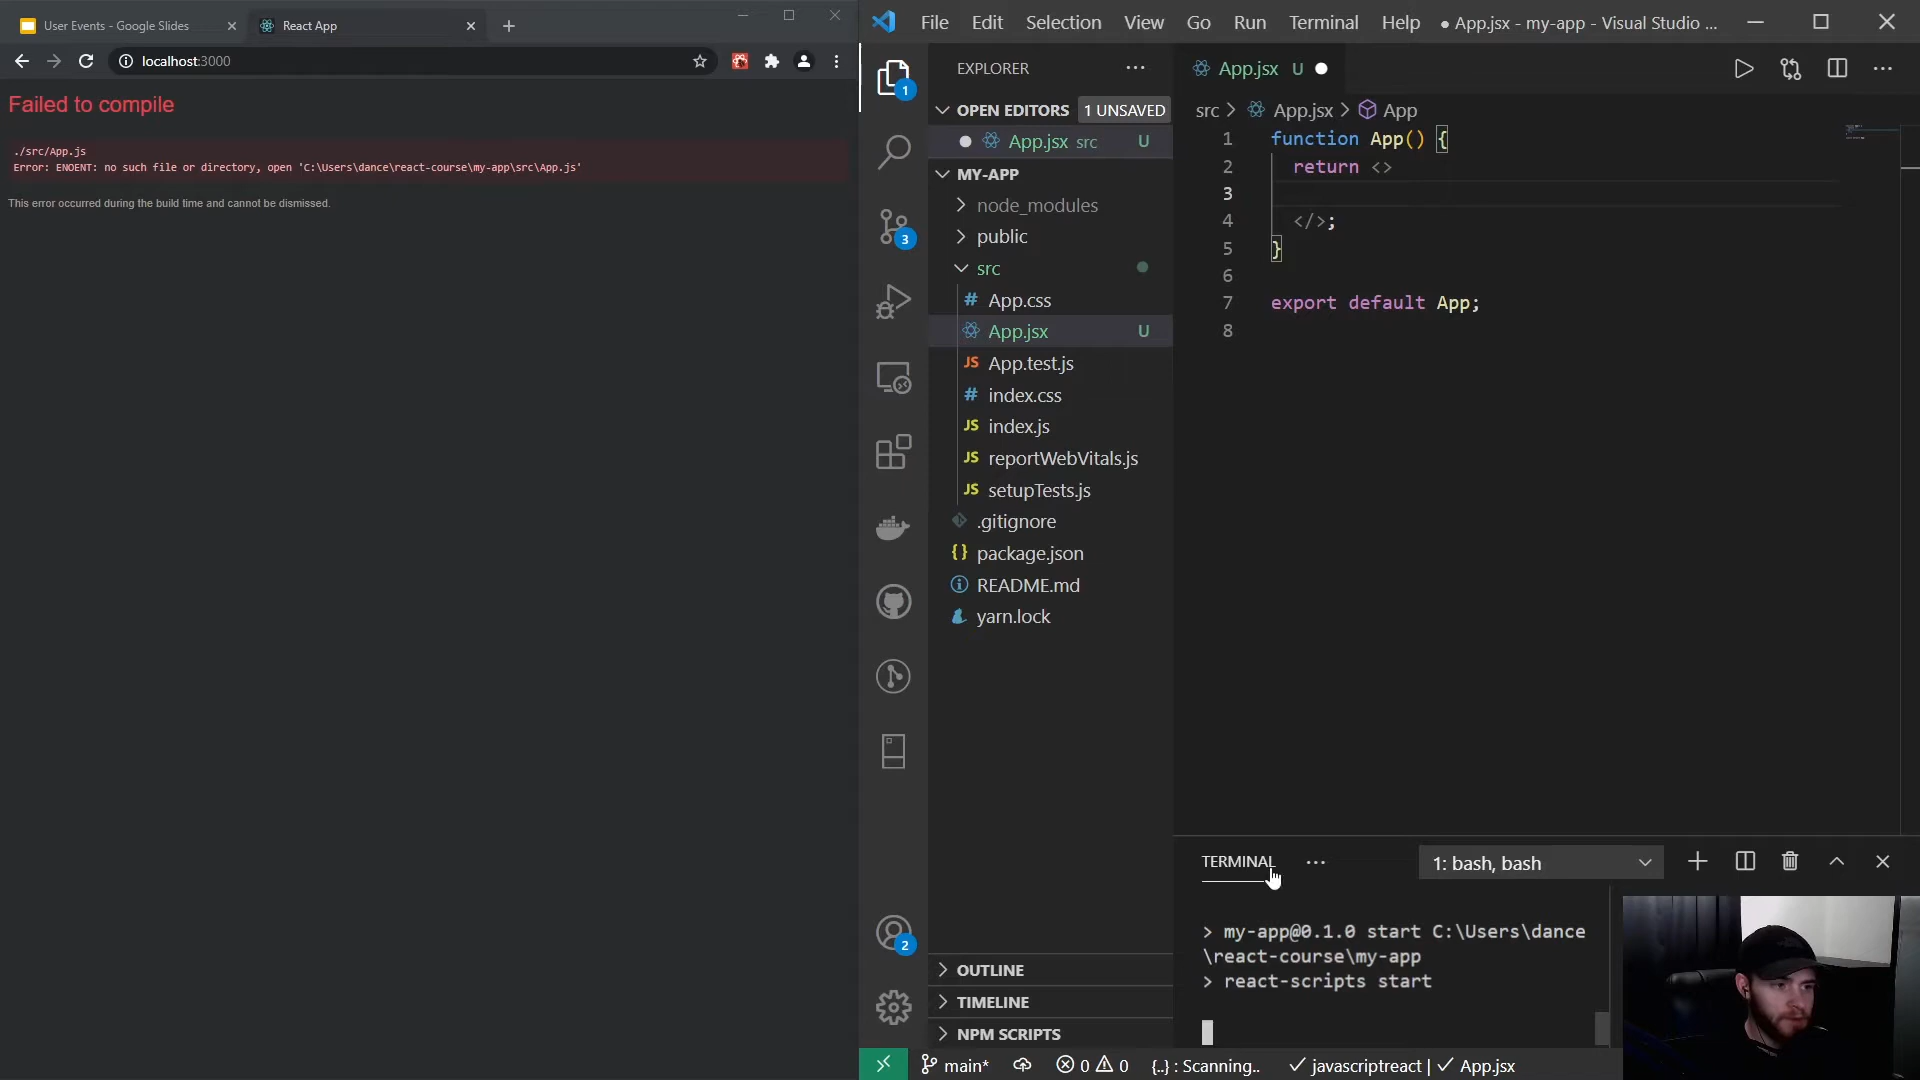 User Events - Google Slides
React App
localhost:3000
Failed to compile
./src/App.js
Error: ENOENT: no such file or directory, open 'C:\Users\dance\react-course\my-app\src\App.js'
This error occurred during the build time and cannot be dismissed.
File Edit Selection View Go Run Terminal Help
● App.jsx - my-app - Visual Studio ...
EXPLORER
OPEN EDITORS 1 UNSAVED
App.jsx src U
MY-APP
node_modules
public
src
App.css
App.jsx U
JS App.test.js
index.css
JS index.js
JS reportWebVitals.js
JS setupTests.js
.gitignore
package.json
README.md
yarn.lock
OUTLINE
TIMELINE
NPM SCRIPTS
1
3
2
App.jsx U
src > App.jsx > App
1 function App() {
2 return <>
3
4 </>;
5 }
6
7 export default App;
8
TERMINAL
1: bash, bash
> my-app@0.1.0 start C:\Users\dance
\react-course\my-app
> react-scripts start
main* 0 0 {..} : Scanning.. javascriptreact | App.jsx